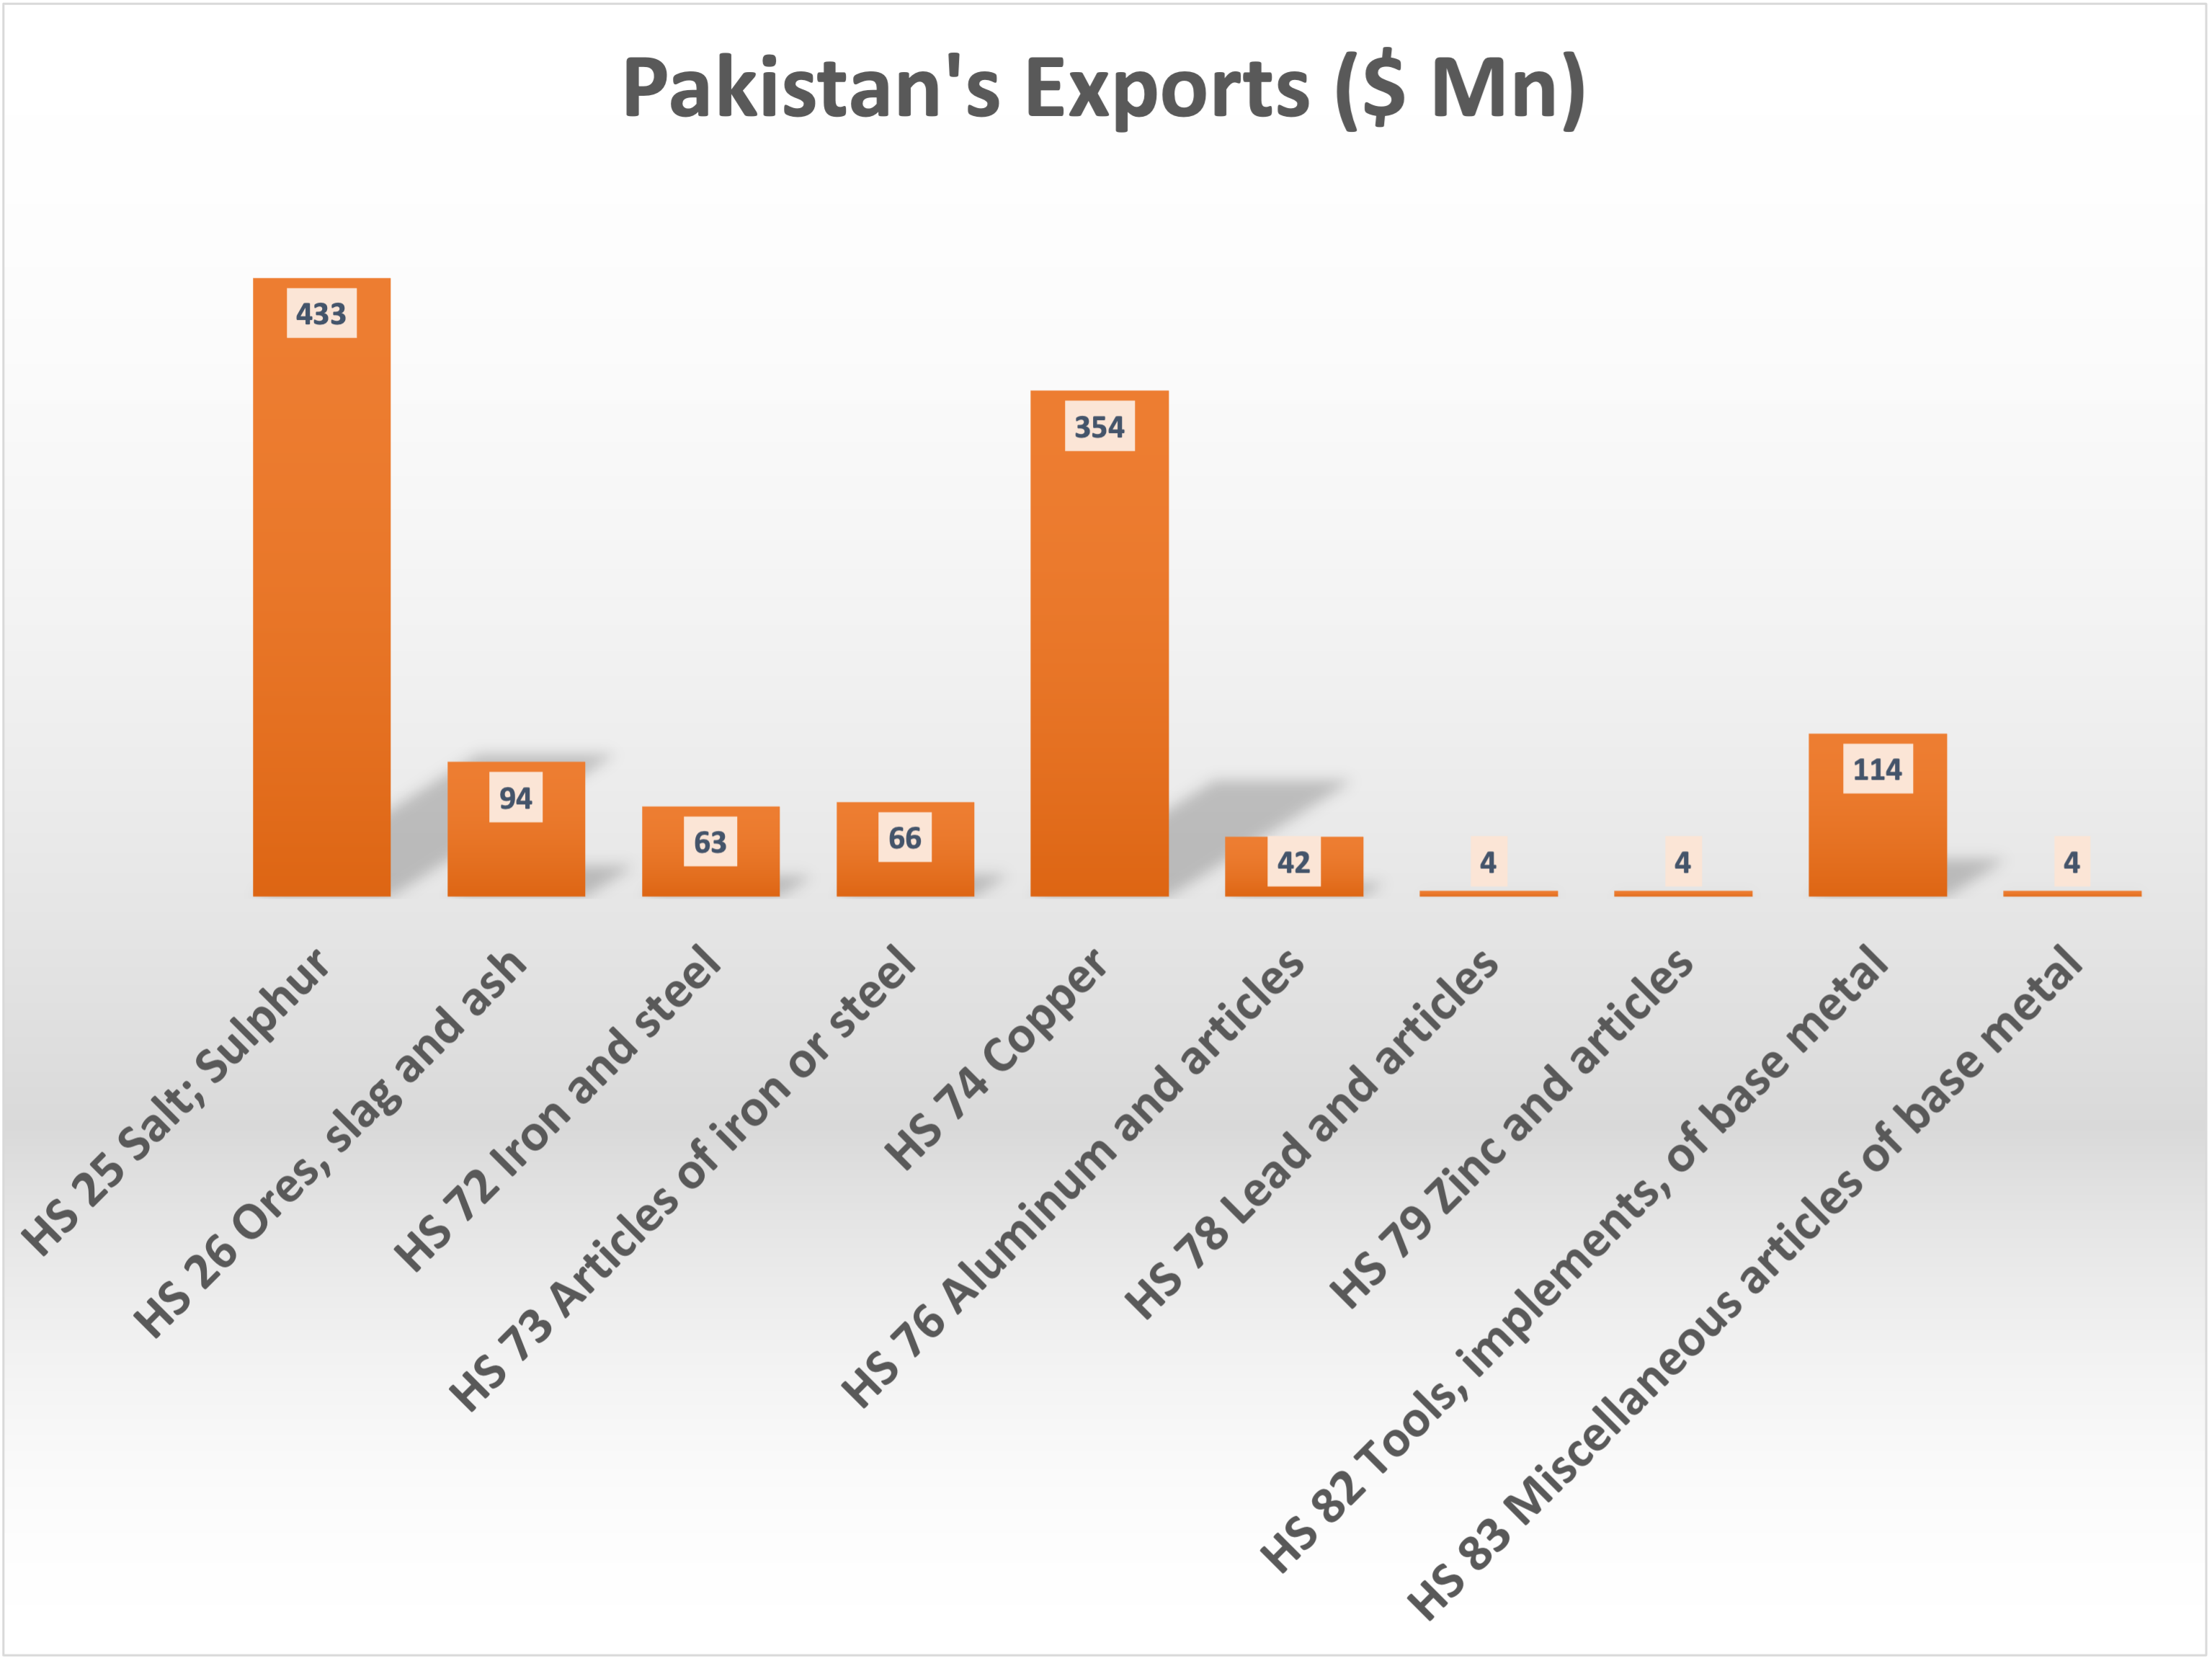 Pakistan's Exports ($ Mn)
433
94
63
66
354
42
4
4
114
4
HS 25 Salt; Sulphur
HS 26 Ores, slag and ash
HS 72 Iron and steel
HS 73 Articles of iron or steel
HS 74 Copper
HS 76 Aluminum and articles
HS 78 Lead and articles
HS 79 Zinc and articles
HS 82 Tools, implements, of base metal
HS 83 Miscellaneous articles of base metal